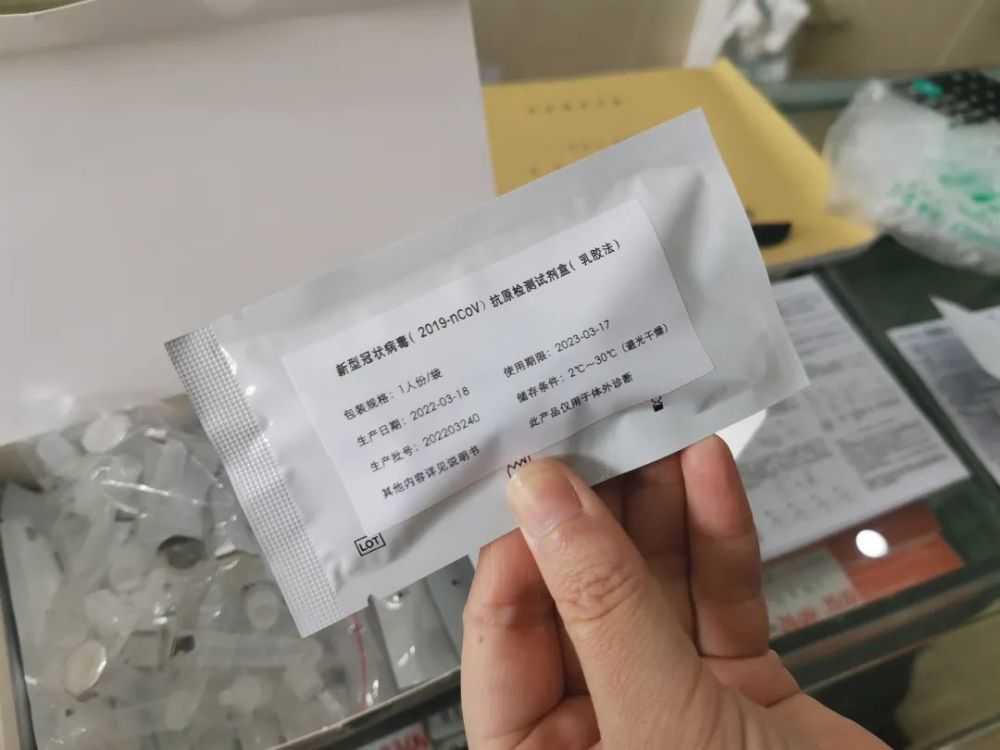 新型冠状病毒（2019-nCoV）抗原检测试剂盒（乳胶法）
包装规格：1人份/袋
生产日期：2022-03-18
使用期限：2023-03-17
生产批号：202203240
储存条件：2℃～30℃（避光干燥）
其他内容详见说明书
此产品仅用于体外诊断
LOT